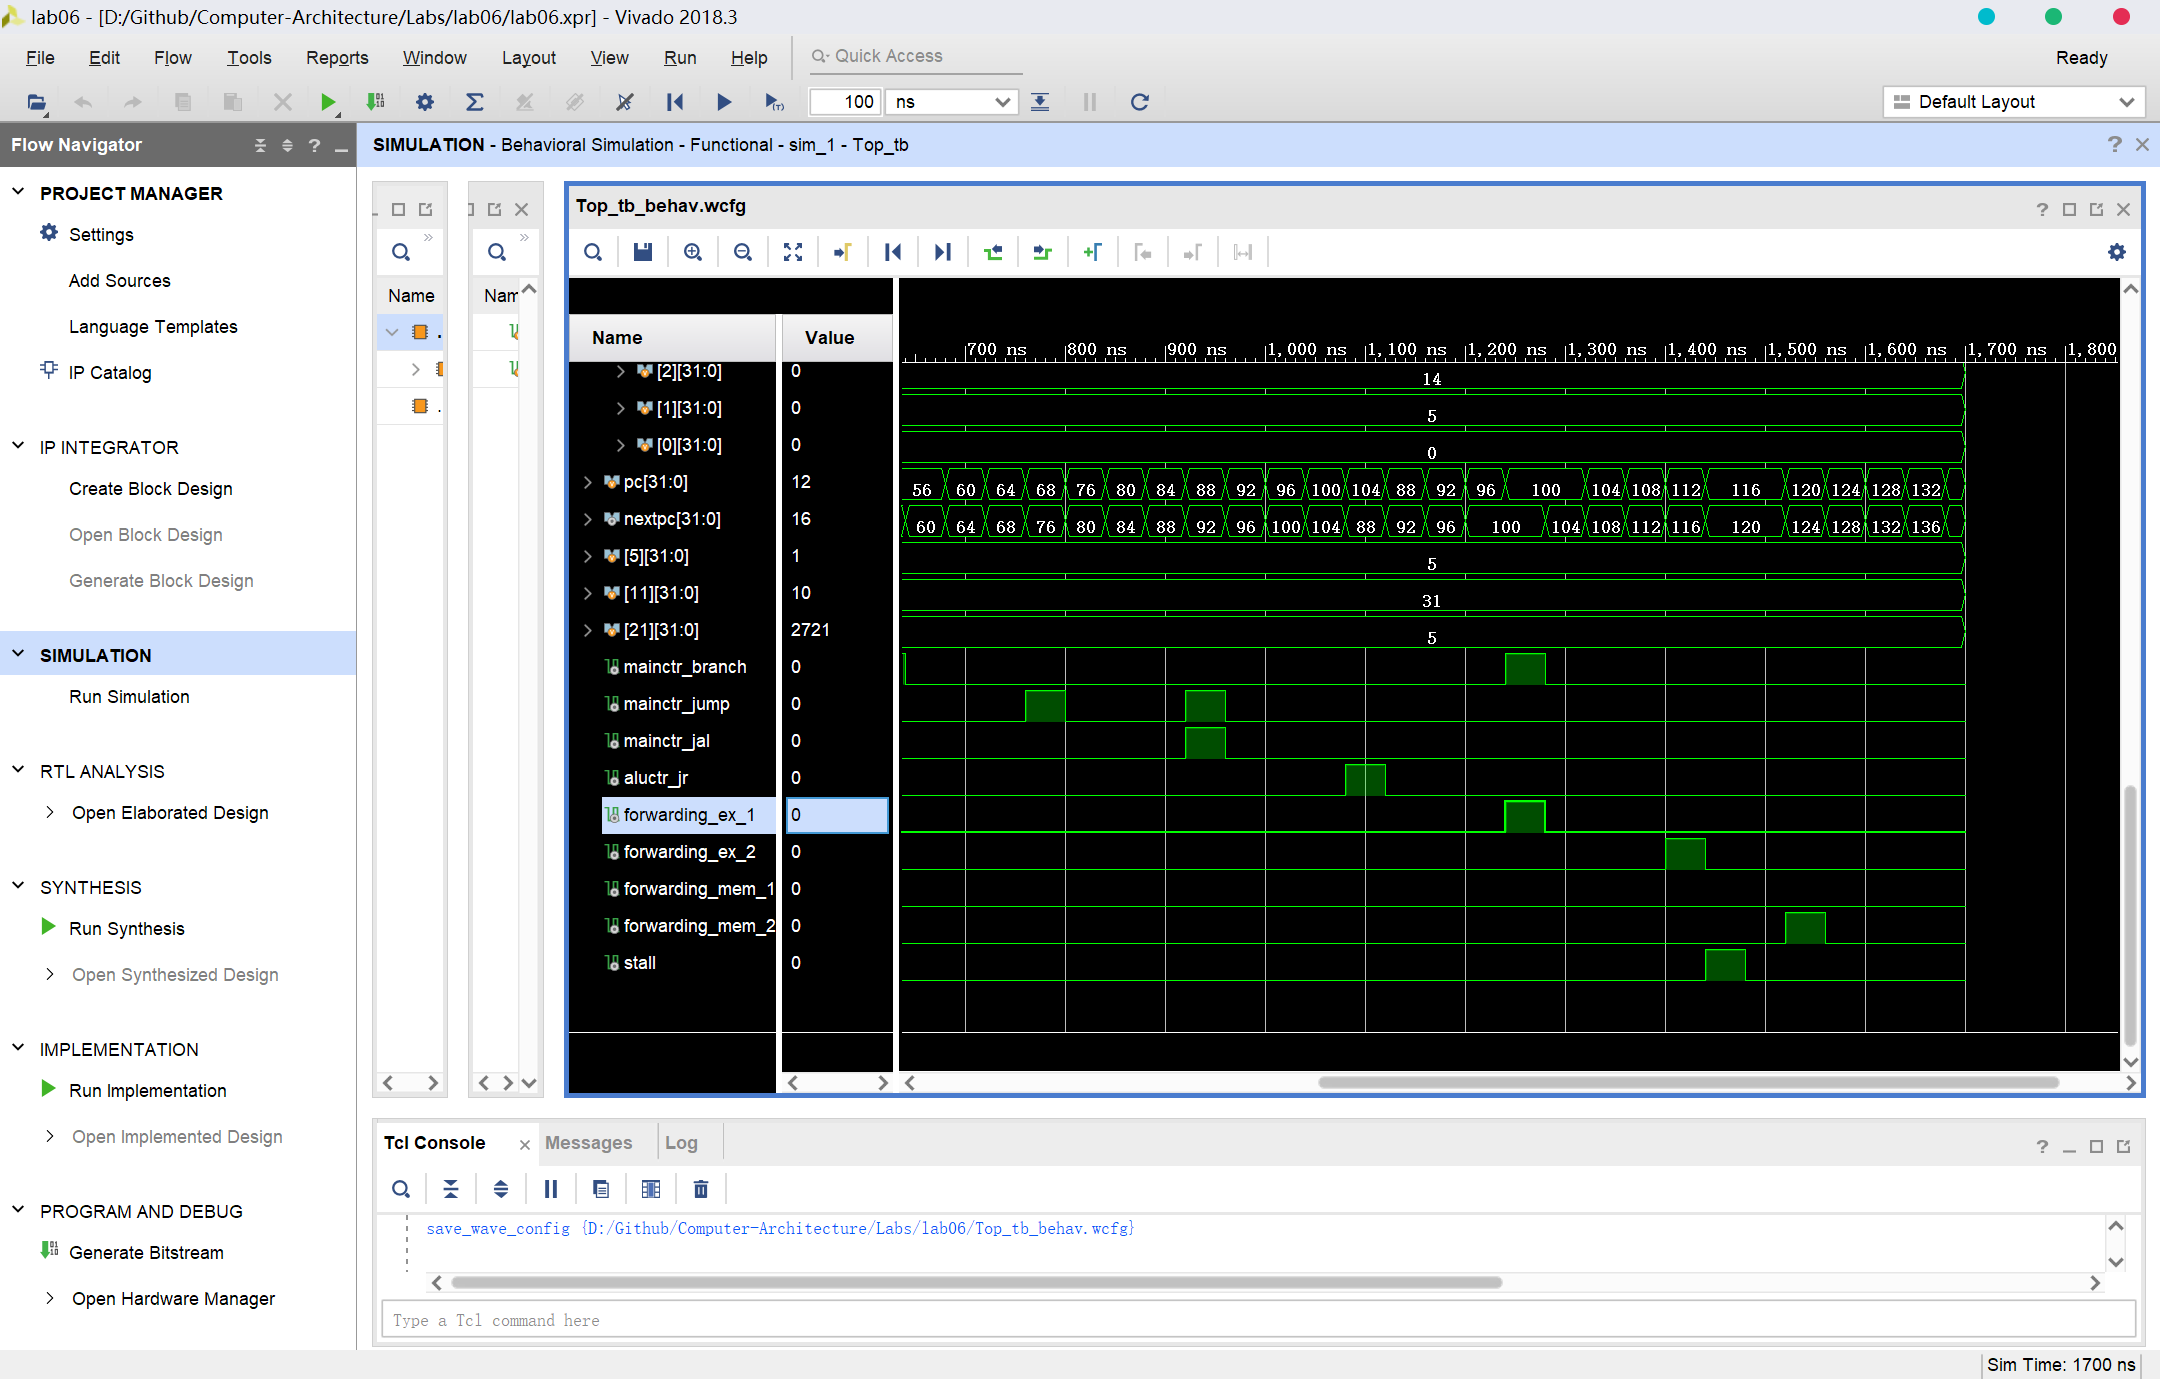 lab06 - [D:/Github/Computer-Architecture/Labs/lab06/lab06.xpr] - Vivado 2018.3
File Edit Flow Tools Reports Window Layout View Run Help Quick Access Ready
100 ns Default Layout
Flow Navigator
SIMULATION - Behavioral Simulation - Functional - sim_1 - Top_tb
PROJECT MANAGER
Settings
Add Sources
Language Templates
IP Catalog
IP INTEGRATOR
Create Block Design
Open Block Design
Generate Block Design
SIMULATION
Run Simulation
RTL ANALYSIS
Open Elaborated Design
SYNTHESIS
Run Synthesis
Open Synthesized Design
IMPLEMENTATION
Run Implementation
Open Implemented Design
PROGRAM AND DEBUG
Generate Bitstream
Open Hardware Manager
Name
Nam
Top_tb_behav.wcfg
Name Value
700 ns 800 ns 900 ns 1,000 ns 1,100 ns 1,200 ns 1,300 ns 1,400 ns 1,500 ns 1,600 ns 1,700 ns 1,800
[2][31:0] 0 14
[1][31:0] 0 5
[0][31:0] 0 0
pc[31:0] 12 56 60 64 68 76 80 84 88 92 96 100 104 88 92 96 100 104 108 112 116 120 124 128 132
nextpc[31:0] 16 60 64 68 76 80 84 88 92 96 100 104 88 92 96 100 104 108 112 116 120 124 128 132 136
[5][31:0] 1 5
[11][31:0] 10 31
[21][31:0] 2721 5
mainctr_branch 0
mainctr_jump 0
mainctr_jal 0
aluctr_jr 0
forwarding_ex_1 0
forwarding_ex_2 0
forwarding_mem_1 0
forwarding_mem_2 0
stall 0
Tcl Console Messages Log
save_wave_config {D:/Github/Computer-Architecture/Labs/lab06/Top_tb_behav.wcfg}
Type a Tcl command here
Sim Time: 1700 ns